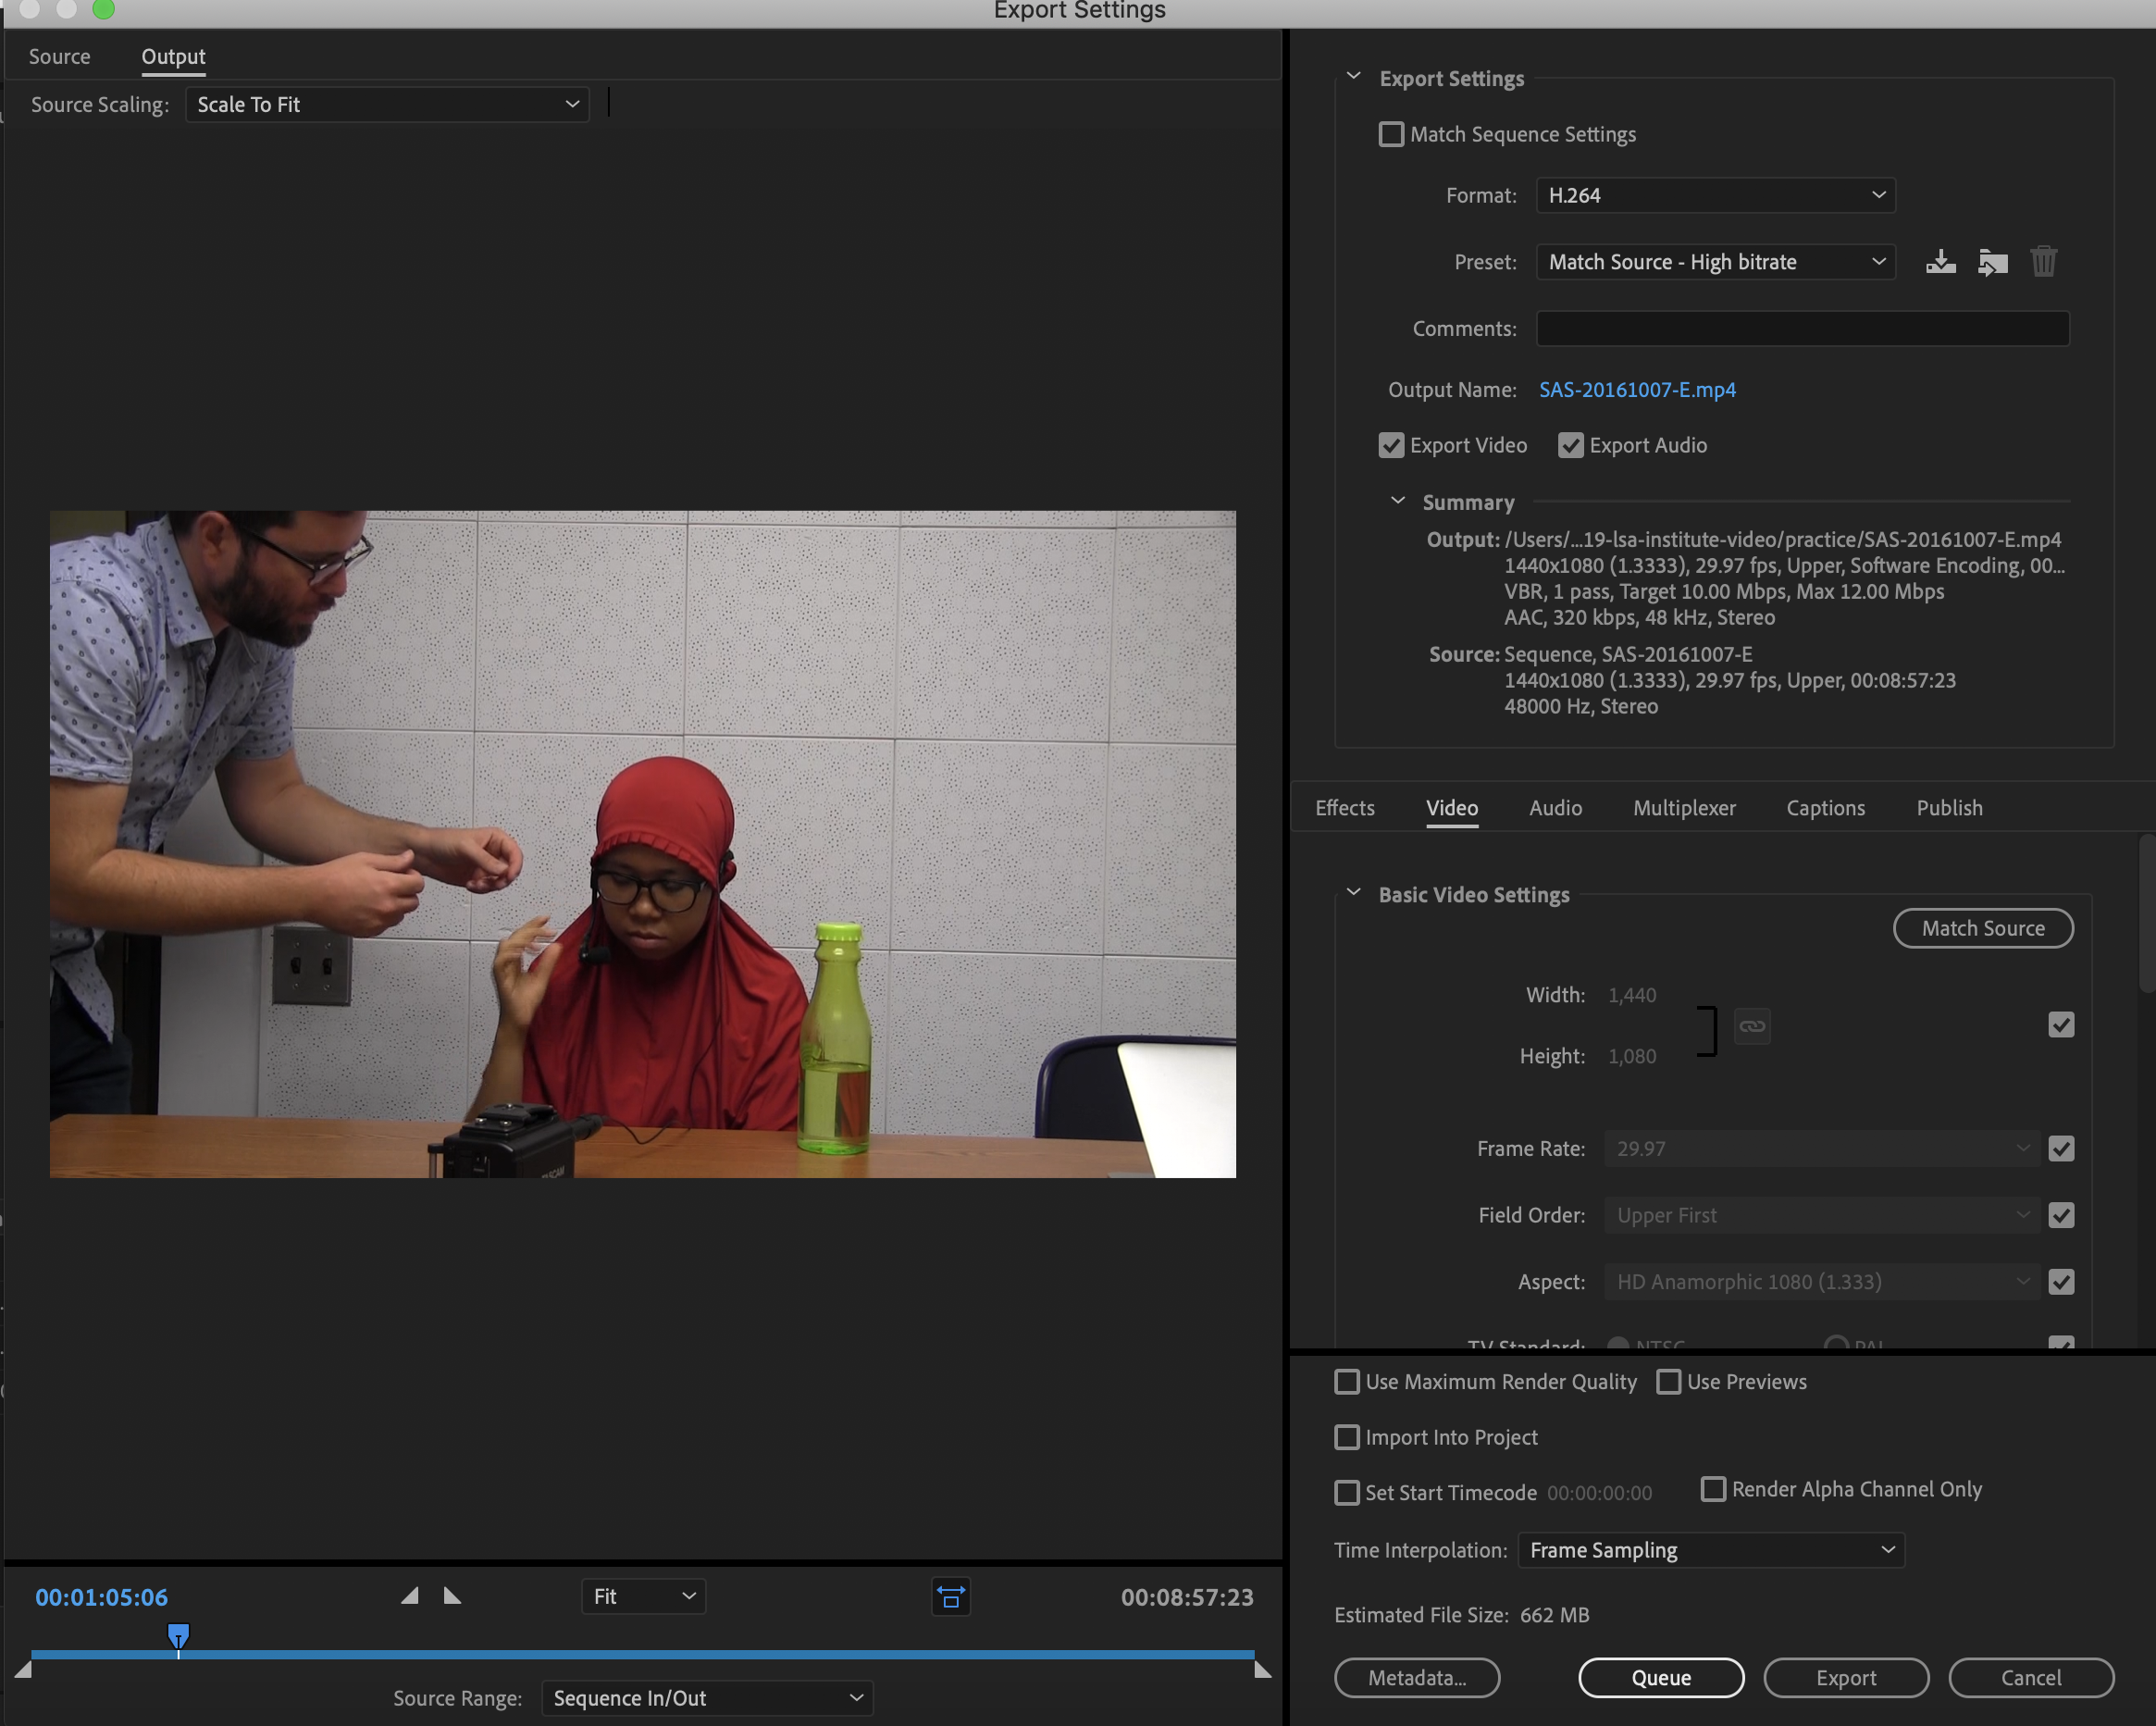 Export Settings
Source Output
Source Scaling: Scale To Fit
00:01:05:06 Fit 00:08:57:23
Source Range: Sequence In/Out
Export Settings
Match Sequence Settings
Format: H.264
Preset: Match Source - High bitrate
Comments:
Output Name: SAS-20161007-E.mp4
Export Video Export Audio
Summary
Output: /Users/...19-lsa-institute-video/practice/SAS-20161007-E.mp4
1440x1080 (1.3333), 29.97 fps, Upper, Software Encoding, 00...
VBR, 1 pass, Target 10.00 Mbps, Max 12.00 Mbps
AAC, 320 kbps, 48 kHz, Stereo
Source: Sequence, SAS-20161007-E
1440x1080 (1.3333), 29.97 fps, Upper, 00:08:57:23
48000 Hz, Stereo
Effects Video Audio Multiplexer Captions Publish
Basic Video Settings
Match Source
Width: 1,440
Height: 1,080
Frame Rate: 29.97
Field Order: Upper First
Aspect: HD Anamorphic 1080 (1.333)
TV Standard: NTSC PAL
Use Maximum Render Quality Use Previews
Import Into Project
Set Start Timecode 00:00:00:00 Render Alpha Channel Only
Time Interpolation: Frame Sampling
Estimated File Size: 662 MB
Metadata... Queue Export Cancel